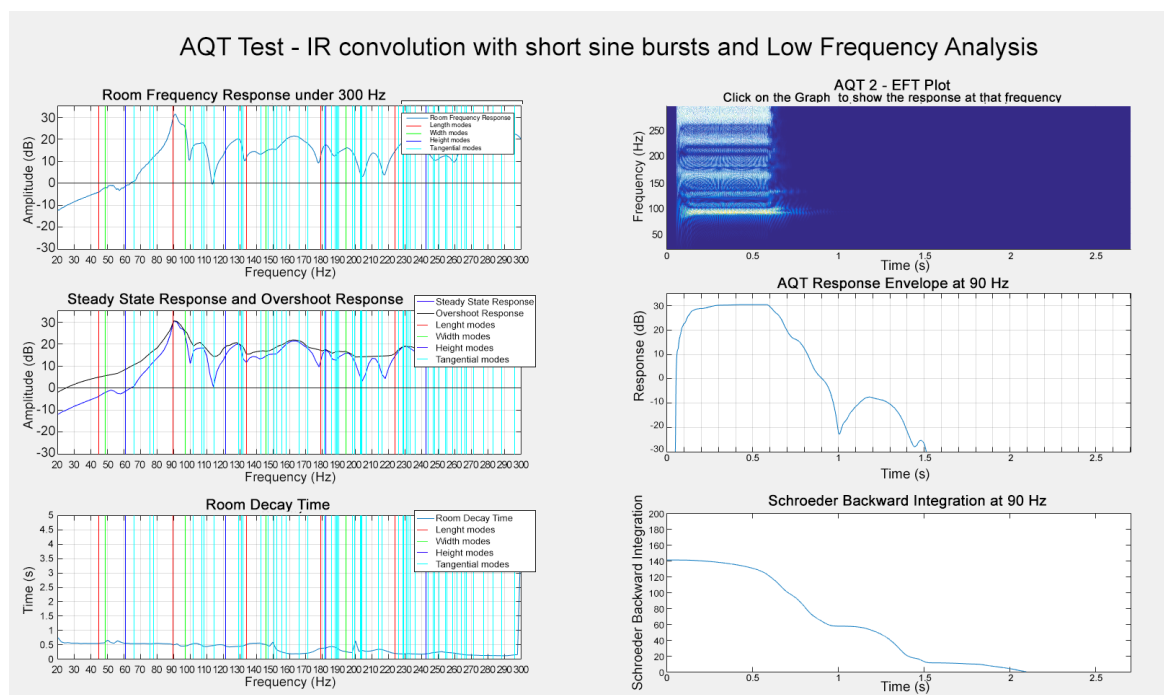 AQT Test - IR convolution with short sine bursts and Low Frequency Analysis
Room Frequency Response under 300 Hz
Room Frequency Response
Length modes
Width modes
Height modes
Tangential modes
Amplitude (dB)
30
20
10
0
-10
-20
-30
20 30 40 50 60 70 80 90 100 110 120 130 140 150 160 170 180 190 200 210 220 230 240 250 260 270 280 290 300
Frequency (Hz)
Steady State Response and Overshoot Response
Steady State Response
Overshoot Response
Lenght modes
Width modes
Height modes
Tangential modes
Amplitude (dB)
30
20
10
0
-10
-20
-30
20 30 40 50 60 70 80 90 100 110 120 130 140 150 160 170 180 190 200 210 220 230 240 250 260 270 280 290 300
Frequency (Hz)
Room Decay Time
Room Decay Time
Lenght modes
Width modes
Height modes
Tangential modes
Time (s)
5
4.5
4
3.5
3
2.5
2
1.5
1
0.5
0
20 30 40 50 60 70 80 90 100 110 120 130 140 150 160 170 180 190 200 210 220 230 240 250 260 270 280 290 300
Frequency (Hz)
AQT 2 - EFT Plot
Click on the Graph to show the response at that frequency
Frequency (Hz)
250
200
150
100
50
0 0.5 1 1.5 2 2.5
Time (s)
AQT Response Envelope at 90 Hz
Response (dB)
30
20
10
0
-10
-20
-30
0.5 1 1.5 2 2.5
Time (s)
Schroeder Backward Integration at 90 Hz
Schroeder Backward Integration
200
180
160
140
120
100
80
60
40
20
0
0 0.5 1 1.5 2 2.5
Time (s)